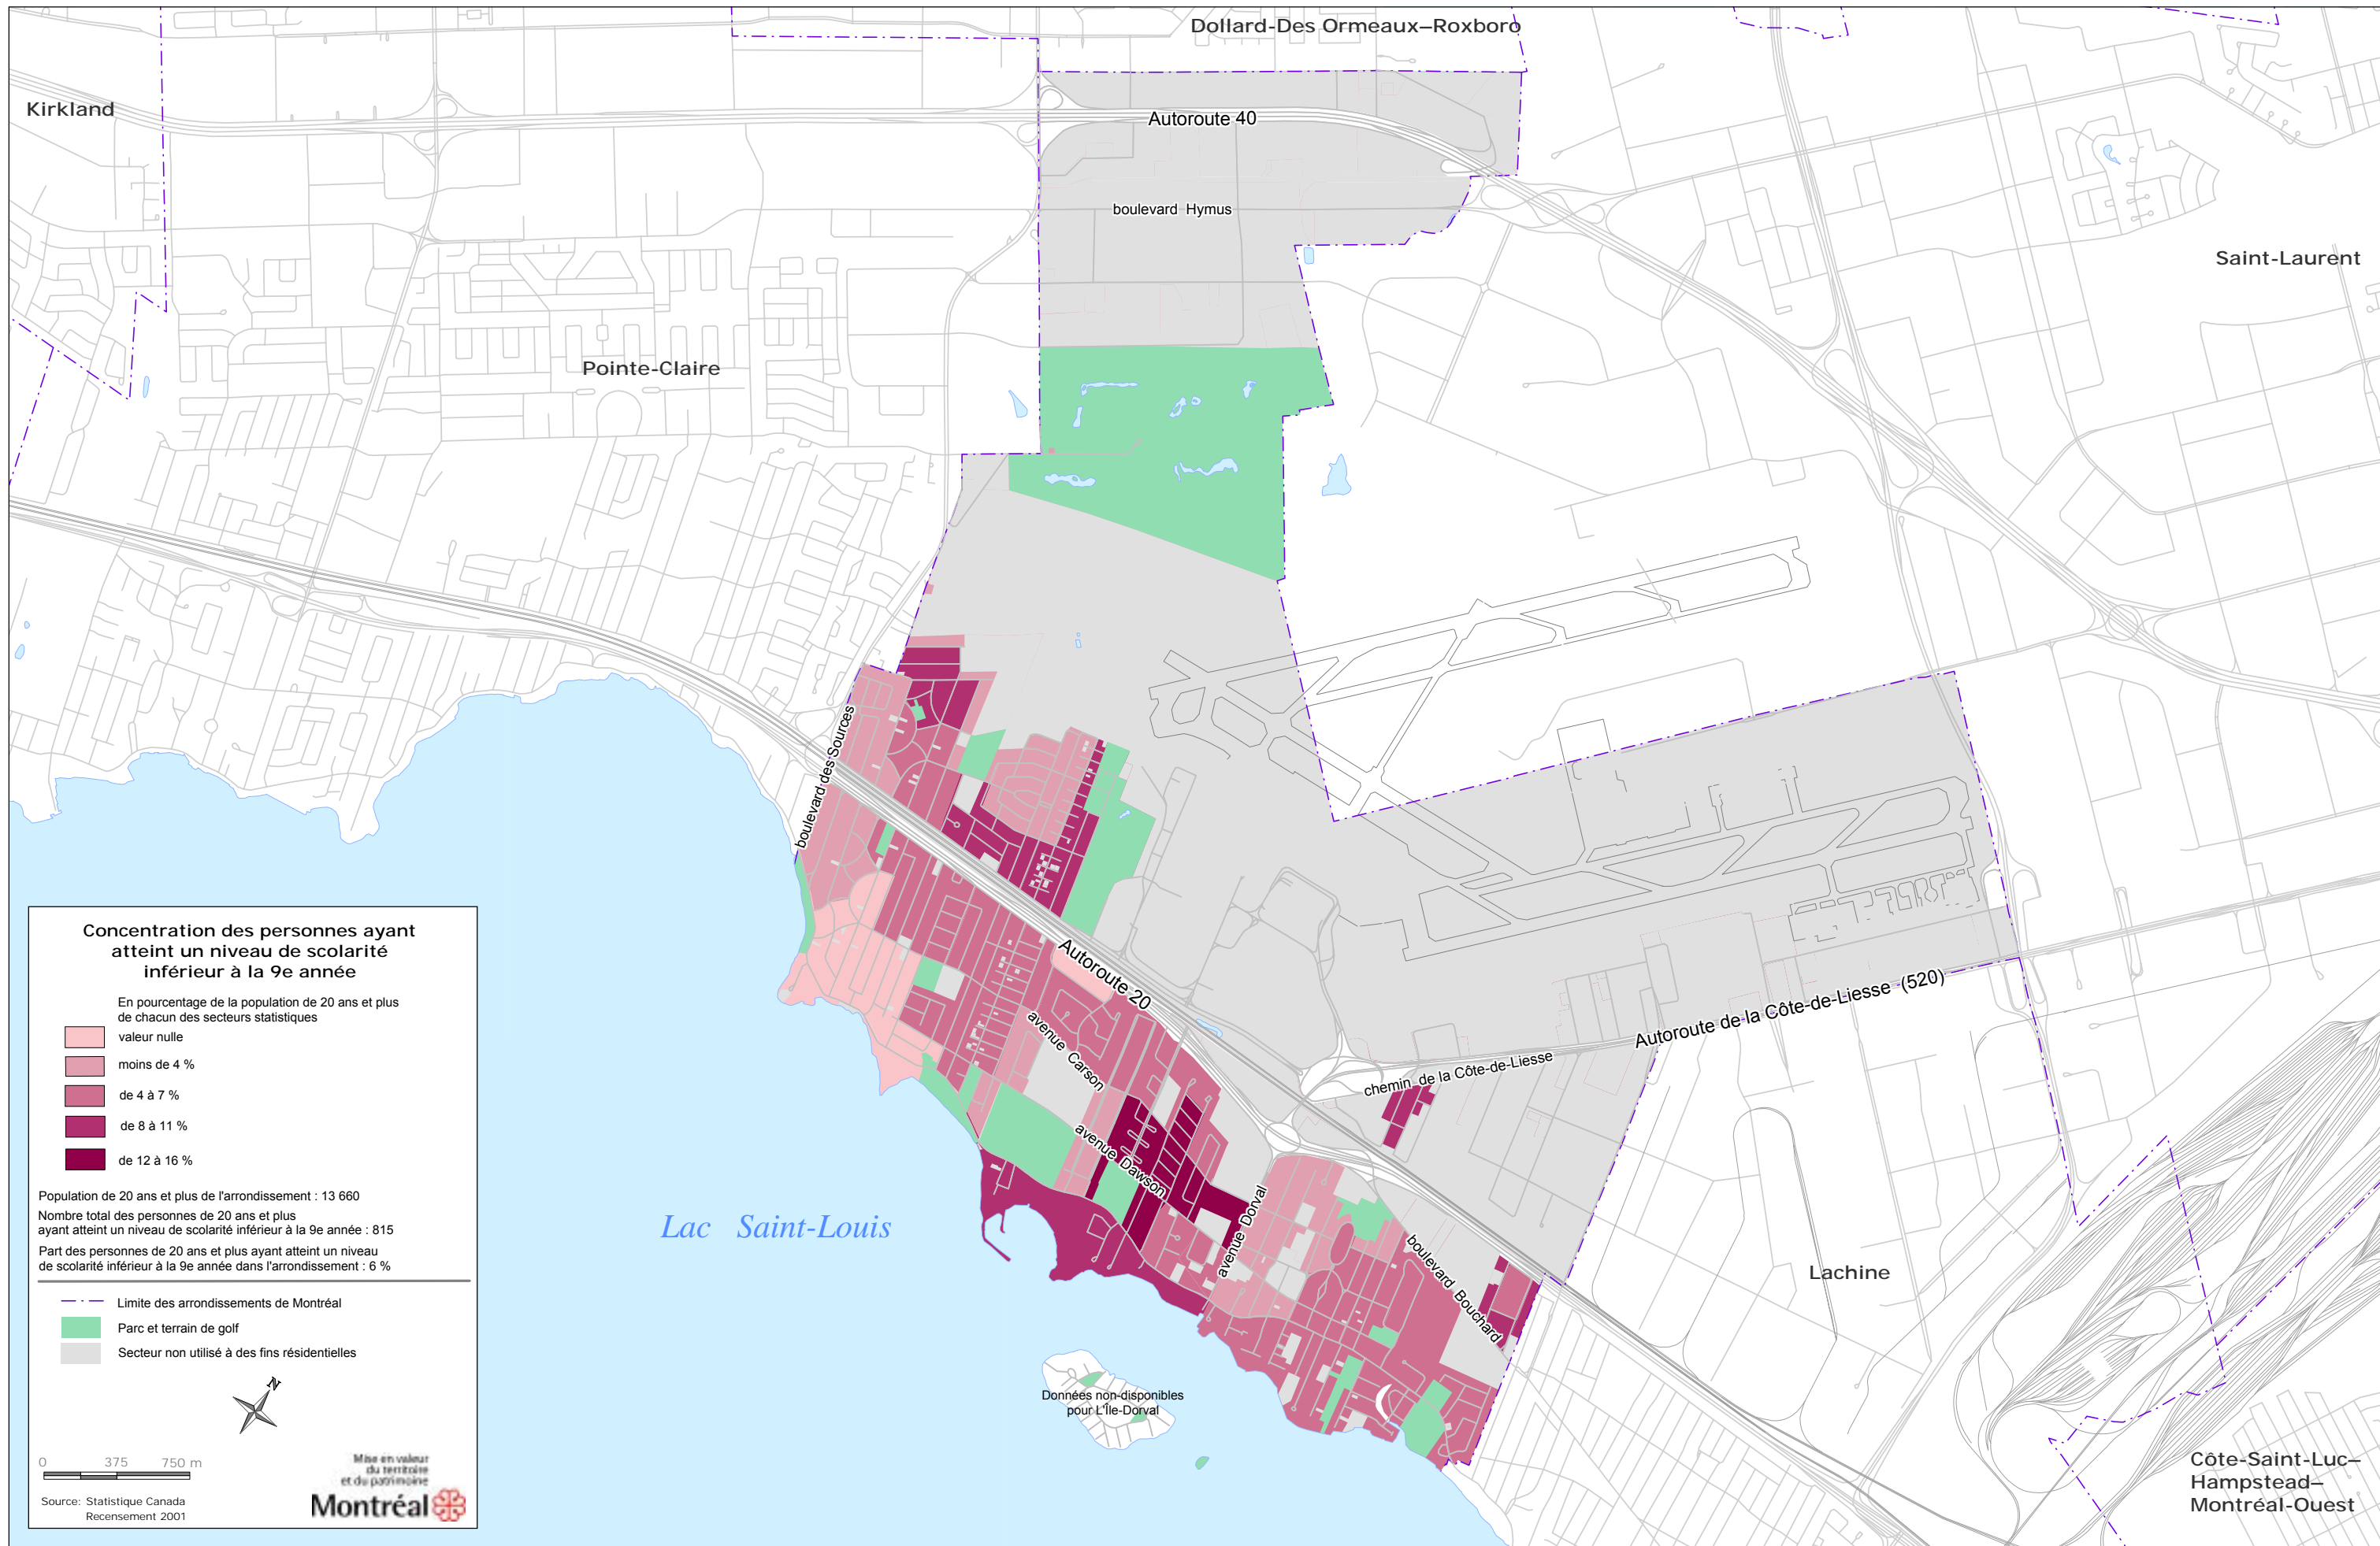 Dollard-Des Ormeaux–Roxboro
Kirkland
Autoroute 40
boulevard Hymus
Saint-Laurent
Pointe-Claire
boulevard des Sources
Autoroute 20
avenue Carson
avenue Dawson
avenue Dorval
chemin de la Côte-de-Liesse
Autoroute de la Côte-de-Liesse (520)
boulevard Bouchard
Lachine
Lac Saint-Louis
Données non-disponibles
pour L'Île-Dorval
Côte-Saint-Luc–
Hampstead–
Montréal-Ouest
Concentration des personnes ayant
atteint un niveau de scolarité
inférieur à la 9e année
En pourcentage de la population de 20 ans et plus
de chacun des secteurs statistiques
valeur nulle
moins de 4 %
de 4 à 7 %
de 8 à 11 %
de 12 à 16 %
Population de 20 ans et plus de l'arrondissement : 13 660
Nombre total des personnes de 20 ans et plus
ayant atteint un niveau de scolarité inférieur à la 9e année : 815
Part des personnes de 20 ans et plus ayant atteint un niveau
de scolarité inférieur à la 9e année dans l'arrondissement : 6 %
Limite des arrondissements de Montréal
Parc et terrain de golf
Secteur non utilisé à des fins résidentielles
N
0 375 750 m
Source: Statistique Canada
Recensement 2001
Mise en valeur
du territoire
et du patrimoine
Montréal